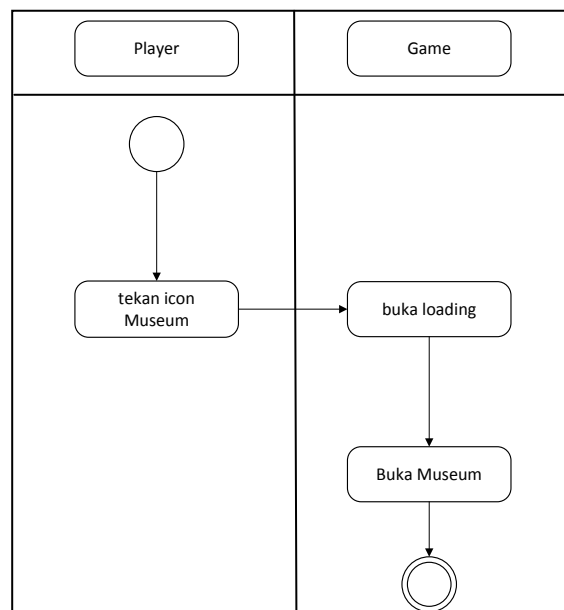 Player
Game
tekan icon
Museum
buka loading
Buka Museum